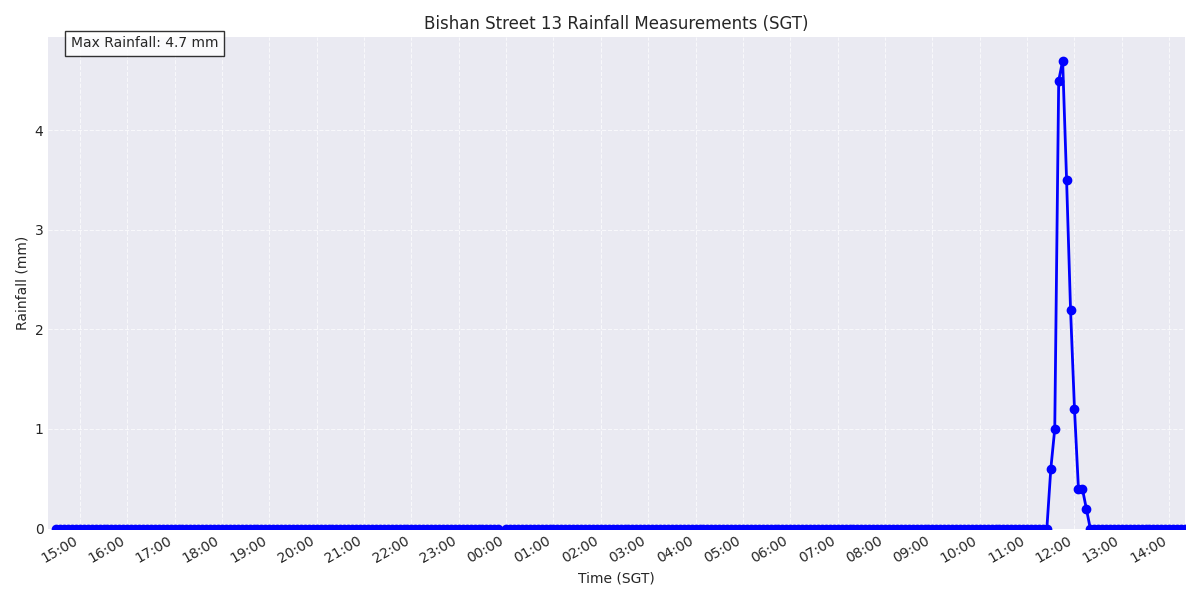 Bishan Street 13 Rainfall Measurements (SGT)
Max Rainfall: 4.7 mm
Rainfall (mm)
4
3
2
1
0
15:00 16:00 17:00 18:00 19:00 20:00 21:00 22:00 23:00 00:00 01:00 02:00 03:00 04:00 05:00 06:00 07:00 08:00 09:00 10:00 11:00 12:00 13:00 14:00
Time (SGT)